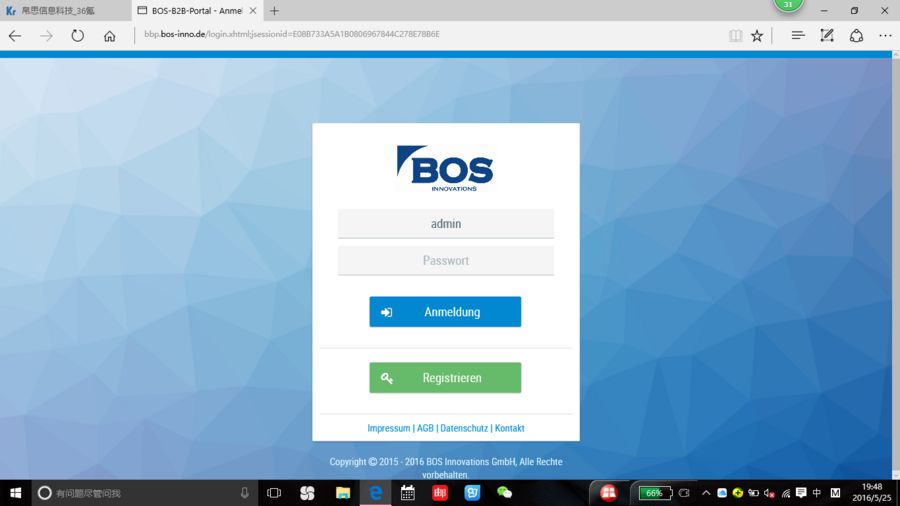 帛思信息科技_36氪
BOS-B2B-Portal - Anmel
31
bbp.bos-inno.de/login.xhtml;jsessionid=E08B733A5A1B0806967844C278E78B6E
BOS
INNOVATIONS
admin
Passwort
Anmeldung
Registrieren
Impressum | AGB | Datenschutz | Kontakt
Copyright © 2015 - 2016 BOS Innovations GmbH, Alle Rechte
vorbehalten.
有问题尽管问我
66%
中
M
19:48
2016/5/25